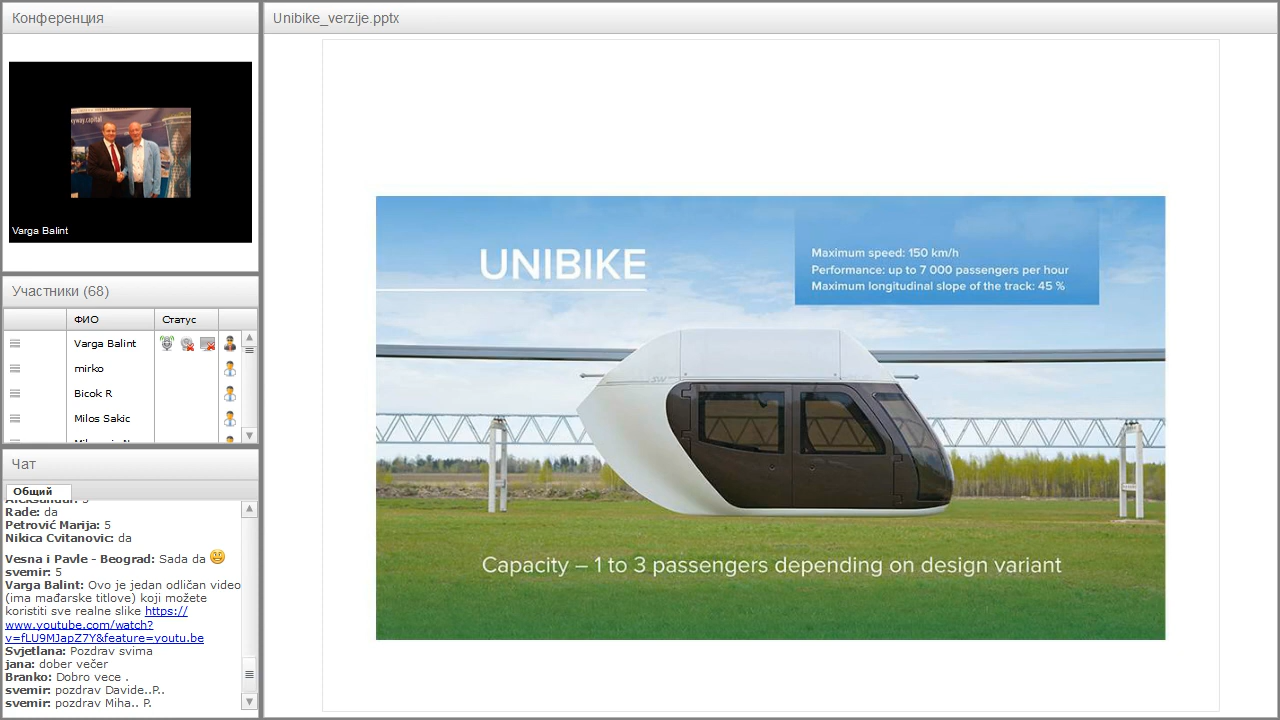 Конференция
Unibike_verzije.pptx
skyway.capital
Varga Balint
Участники (68)
ФИО Статус
Varga Balint
mirko
Bicok R
Milos Sakic
Чат
Общий
Aleksandar: 5
Rade: da
Petrović Marija: 5
Nikica Cvitanovic: da
Vesna i Pavle - Beograd: Sada da
svemir: 5
Varga Balint: Ovo je jedan odličan video
(ima mađarske titlove) koji možete
koristiti sve realne slike https://
www.youtube.com/watch?
v=fLU9MJapZ7Y&feature=youtu.be
Svjetlana: Pozdrav svima
jana: dober večer
Branko: Dobro vece .
svemir: pozdrav Davide..P..
svemir: pozdrav Miha.. P.
UNIBIKE
Maximum speed: 150 km/h
Performance: up to 7 000 passengers per hour
Maximum longitudinal slope of the track: 45 %
SW
Capacity – 1 to 3 passengers depending on design variant